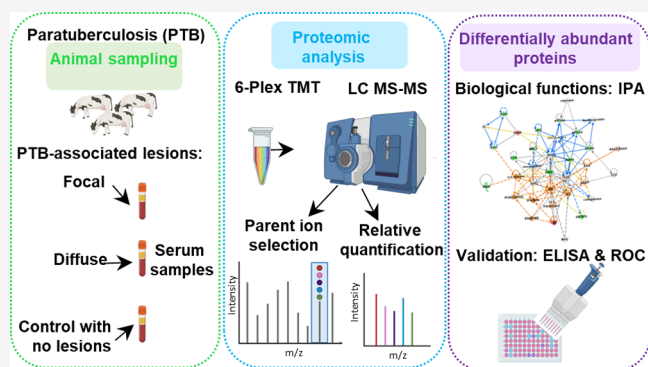 Paratuberculosis (PTB)
Animal sampling
PTB-associated lesions:
Focal
Diffuse
Serum
samples
Control with
no lesions
Proteomic
analysis
6-Plex TMT
LC MS-MS
Parent ion
selection
Relative
quantification
Intensity
m/z
Intensity
m/z
Differentially abundant
proteins
Biological functions: IPA
Validation: ELISA & ROC